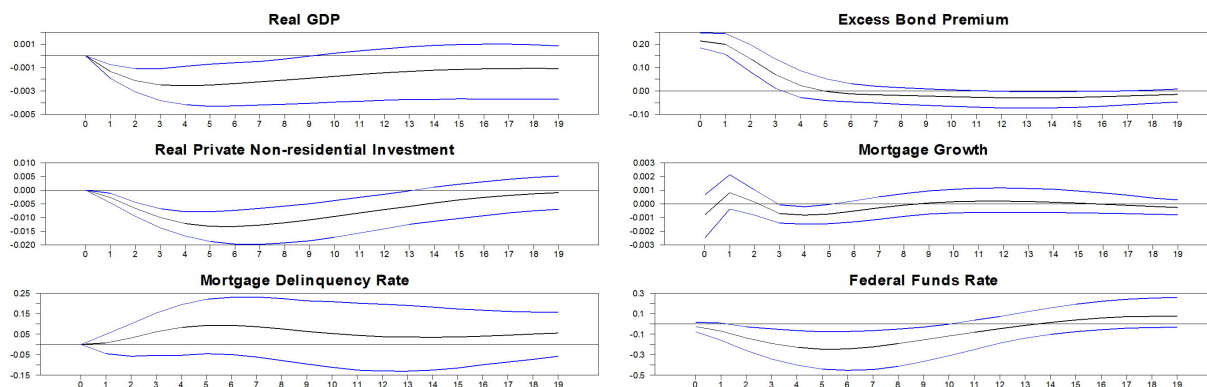 Real GDP
0.001
-0.001
-0.003
-0.005
0 1 2 3 4 5 6 7 8 9 10 11 12 13 14 15 16 17 18 19
Excess Bond Premium
0.20
0.10
0.00
-0.10
0 1 2 3 4 5 6 7 8 9 10 11 12 13 14 15 16 17 18 19
Real Private Non-residential Investment
0.010
0.005
0.000
-0.005
-0.010
-0.015
-0.020
0 1 2 3 4 5 6 7 8 9 10 11 12 13 14 15 16 17 18 19
Mortgage Growth
0.003
0.001
-0.001
-0.003
0 1 2 3 4 5 6 7 8 9 10 11 12 13 14 15 16 17 18 19
Mortgage Delinquency Rate
0.25
0.15
0.05
-0.05
-0.15
0 1 2 3 4 5 6 7 8 9 10 11 12 13 14 15 16 17 18 19
Federal Funds Rate
0.3
0.1
-0.1
-0.3
-0.5
0 1 2 3 4 5 6 7 8 9 10 11 12 13 14 15 16 17 18 19